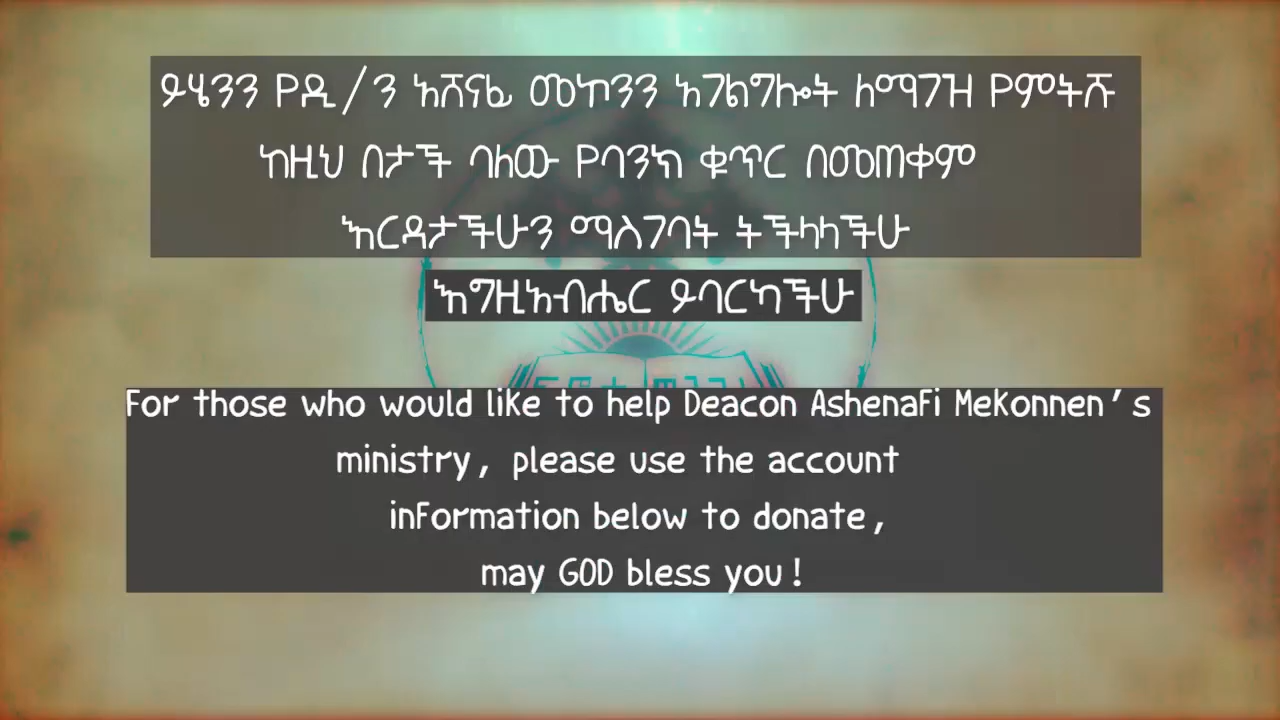 ይሄንን የዲ/ን አሸናፊ መኮንን አገልግሎት ለማገዝ የምትሹ
ከዚህ በታች ባለው የባንክ ቁጥር በመጠቀም
እርዳታችሁን ማስገባት ትችላላችሁ
እግዚአብሔር ይባርካችሁ
For those who would like to help Deacon Ashenafi Mekonnen's
ministry, please use the account
information below to donate,
may GOD bless you!